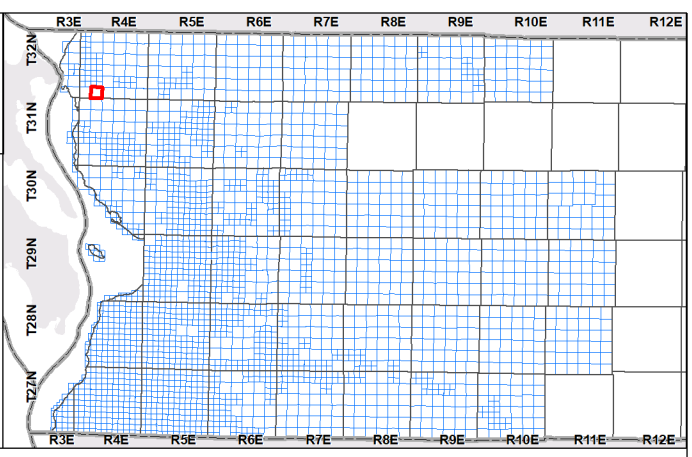 R3E R4E R5E R6E R7E R8E R9E R10E R11E R12E
T32N
T31N
T30N
T29N
T28N
T27N
R3E R4E R5E R6E R7E R8E R9E R10E R11E R12E